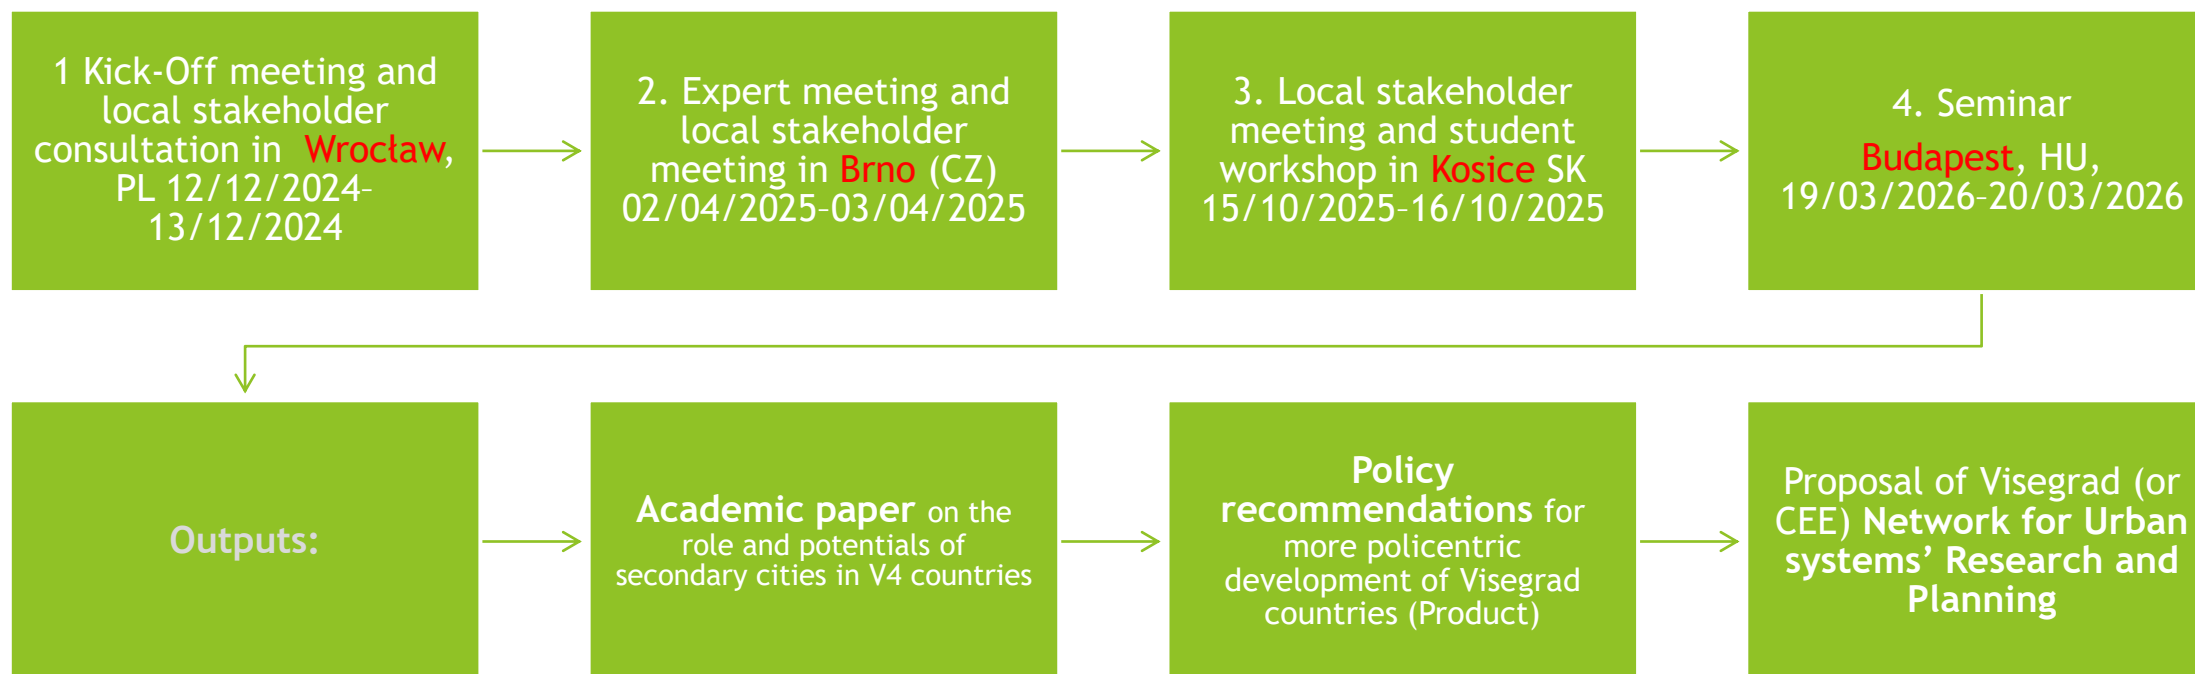 1 Kick-Off meeting and
local stakeholder
consultation in  Wrocław,
PL 12/12/2024–
13/12/2024
2. Expert meeting and
local stakeholder
meeting in Brno (CZ)
02/04/2025–03/04/2025
3. Local stakeholder
meeting and student
workshop in Kosice SK
15/10/2025–16/10/2025
4. Seminar
Budapest, HU,
19/03/2026–20/03/2026
Outputs:
Academic paper on the
role and potentials of
secondary cities in V4 countries
Policy
recommendations for
more policentric
development of Visegrad
countries (Product)
Proposal of Visegrad (or
CEE) Network for Urban
systems’ Research and
Planning